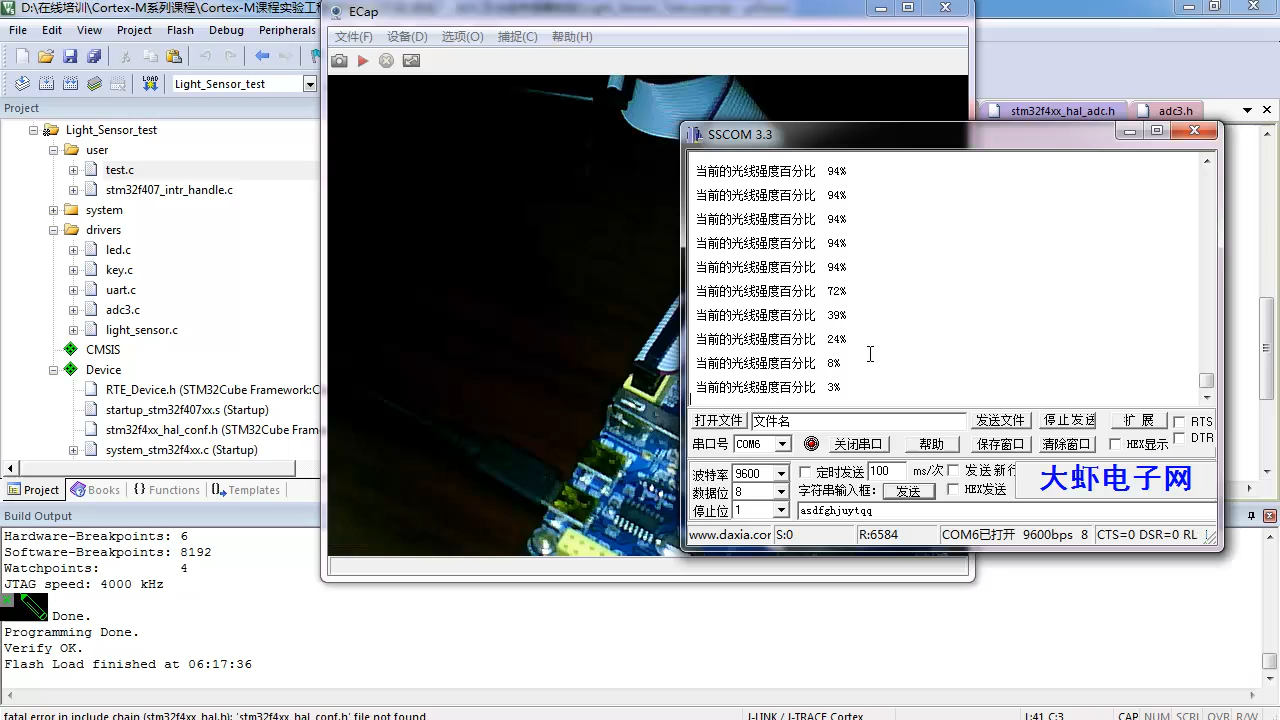 D:\在线培训\Cortex-M系列课程\Cortex-M课程实验工程
File Edit View Project Flash Debug Peripherals
Light_Sensor_test
Project
Light_Sensor_test
user
test.c
stm32f407_intr_handle.c
system
drivers
led.c
key.c
uart.c
adc3.c
light_sensor.c
CMSIS
Device
RTE_Device.h (STM32Cube Framework:C
startup_stm32f407xx.s (Startup)
stm32f4xx_hal_conf.h (STM32Cube Fram
system_stm32f4xx.c (Startup)
Project Books {} Functions Templates
ECap
文件(F) 设备(D) 选项(O) 捕捉(C) 帮助(H)
stm32f4xx_hal_adc.h adc3.h
SSCOM 3.3
当前的光线强度百分比 94%
当前的光线强度百分比 94%
当前的光线强度百分比 94%
当前的光线强度百分比 94%
当前的光线强度百分比 94%
当前的光线强度百分比 72%
当前的光线强度百分比 39%
当前的光线强度百分比 24%
当前的光线强度百分比 8%
当前的光线强度百分比 3%
打开文件 文件名 发送文件 停止发送 扩 展 RTS
串口号 COM6 关闭串口 帮助 保存窗口 清除窗口 HEX显示 DTR
波特率 9600 定时发送 100 ms/次 发送新行
数据位 8 字符串输入框: 发送 HEX发送
大虾电子网
停止位 1 asdfghjuytqq
www.daxia.cor S:0 R:6584 COM6已打开 9600bps 8 CTS=0 DSR=0 RL
Build Output
Hardware-Breakpoints: 6
Software-Breakpoints: 8192
Watchpoints: 4
JTAG speed: 4000 kHz
Done.
Programming Done.
Verify OK.
Flash Load finished at 06:17:36
fatal error in include chain (stm32f4xx_hal.h): 'stm32f4xx_hal_conf.h' file not found J-LINK / J-TRACE Cortex L:41 C:3 CAP NUM SCRL OVR R/W